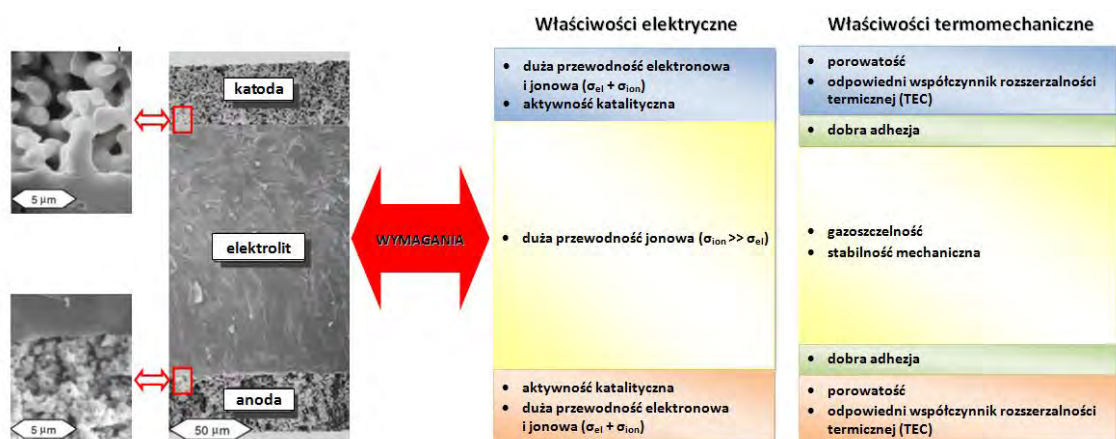 Właściwości elektryczne
Właściwości termomechaniczne
katoda
5 µm
elektrolit
anoda
5 µm
50 µm
WYMAGANIA
• duża przewodność elektronowa
i jonowa (σel + σion)
• aktywność katalityczna
• duża przewodność jonowa (σion >> σel)
• aktywność katalityczna
• duża przewodność elektronowa
i jonowa (σel + σion)
• porowatość
• odpowiedni współczynnik rozszerzalności
termicznej (TEC)
• dobra adhezja
• gazoszczelność
• stabilność mechaniczna
• dobra adhezja
• porowatość
• odpowiedni współczynnik rozszerzalności
termicznej (TEC)